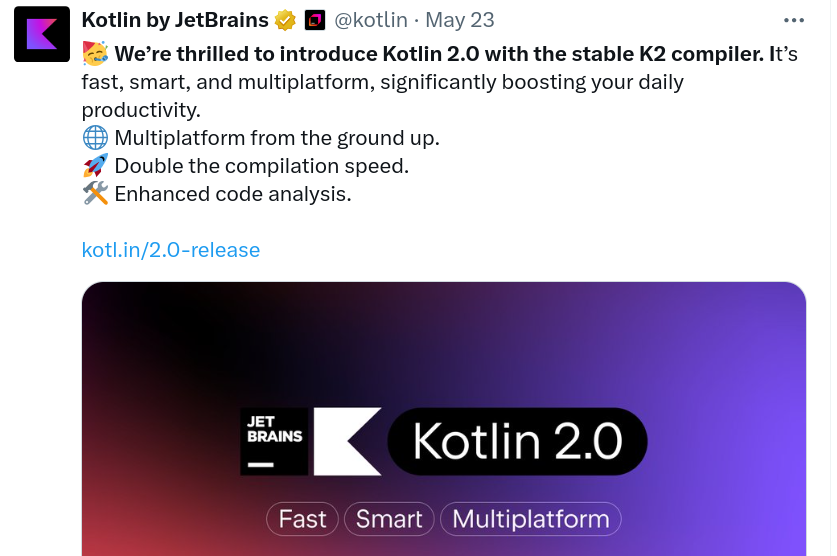 Kotlin by JetBrains @kotlin · May 23
🥳 We’re thrilled to introduce Kotlin 2.0 with the stable K2 compiler. It’s
fast, smart, and multiplatform, significantly boosting your daily
productivity.
🌐 Multiplatform from the ground up.
🚀 Double the compilation speed.
🛠️ Enhanced code analysis.
kotl.in/2.0-release
JET
BRAINS
Kotlin 2.0
Fast Smart Multiplatform